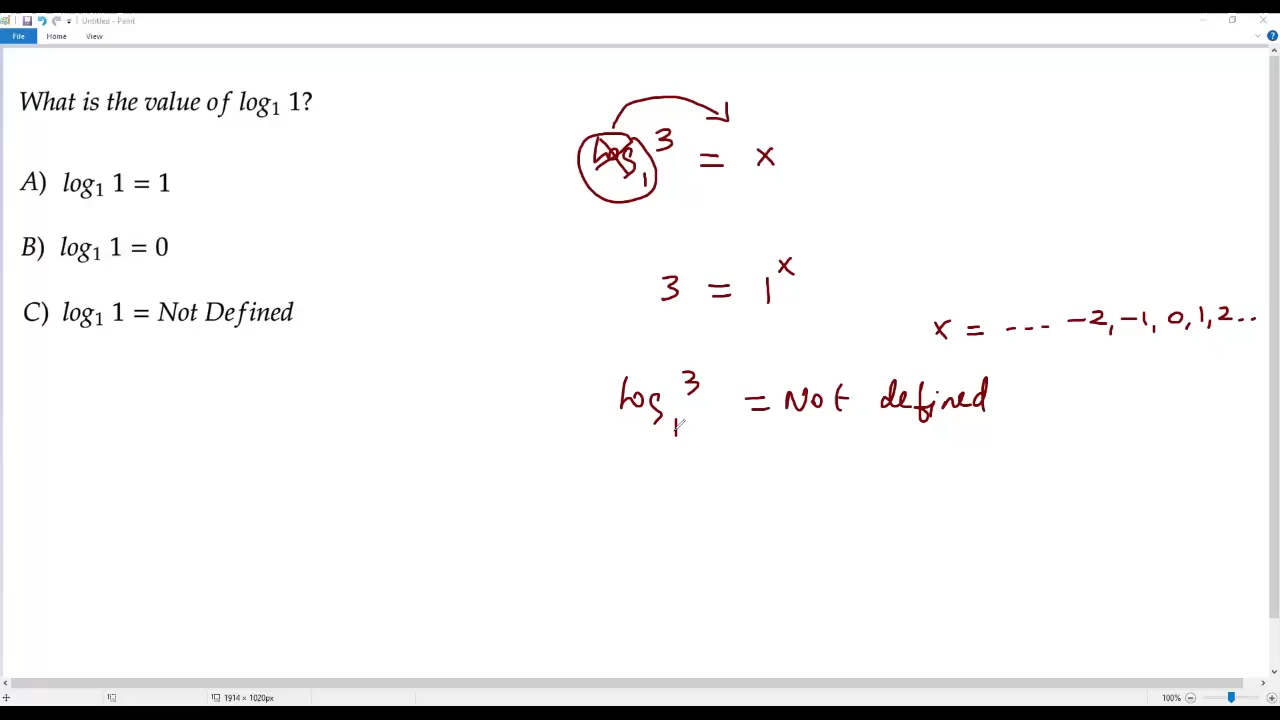 Untitled - Paint
File Home View
What is the value of log₁ 1?
A) log₁ 1 = 1
B) log₁ 1 = 0
C) log₁ 1 = Not Defined
log₁ 3 = x
3 = 1ˣ
x = --- -2, -1, 0, 1, 2 ..
log₁ 3 = Not defined
1914 × 1020px
100%